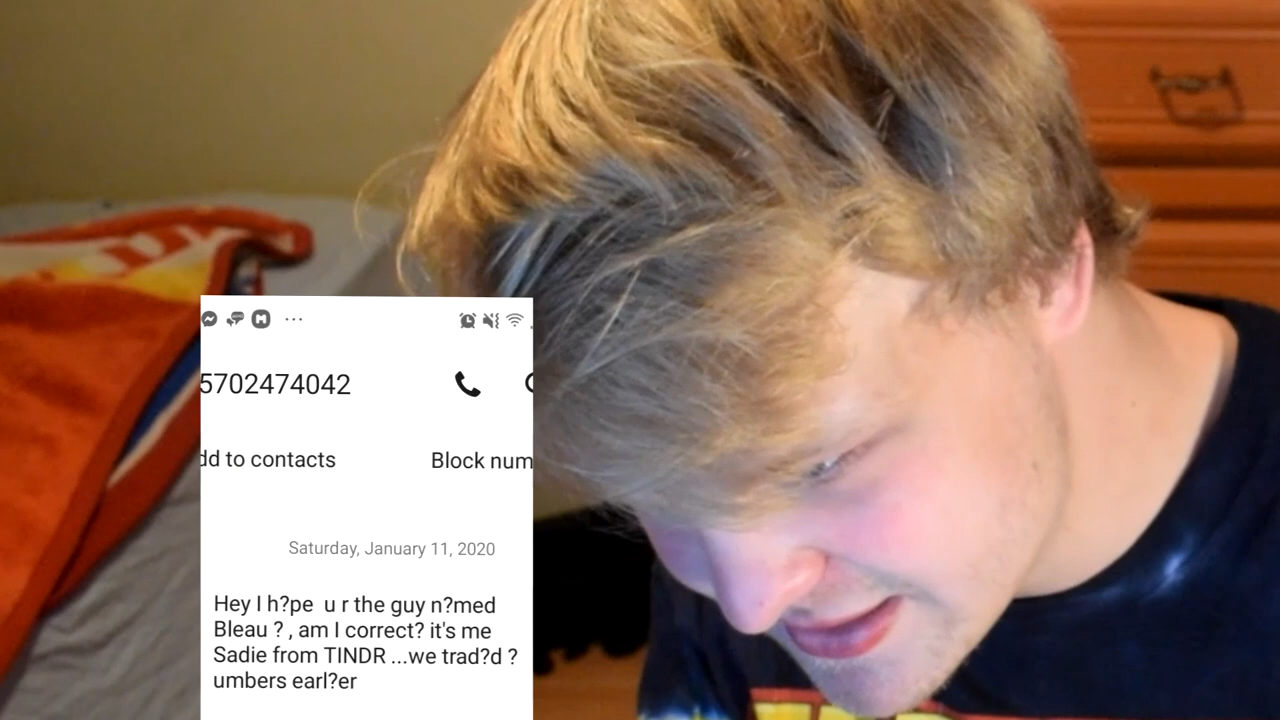 5702474042
dd to contacts
Block num
Saturday, January 11, 2020
Hey I h?pe u r the guy n?med
Bleau ? , am I correct? it's me
Sadie from TINDR ...we trad?d ?
umbers earl?er